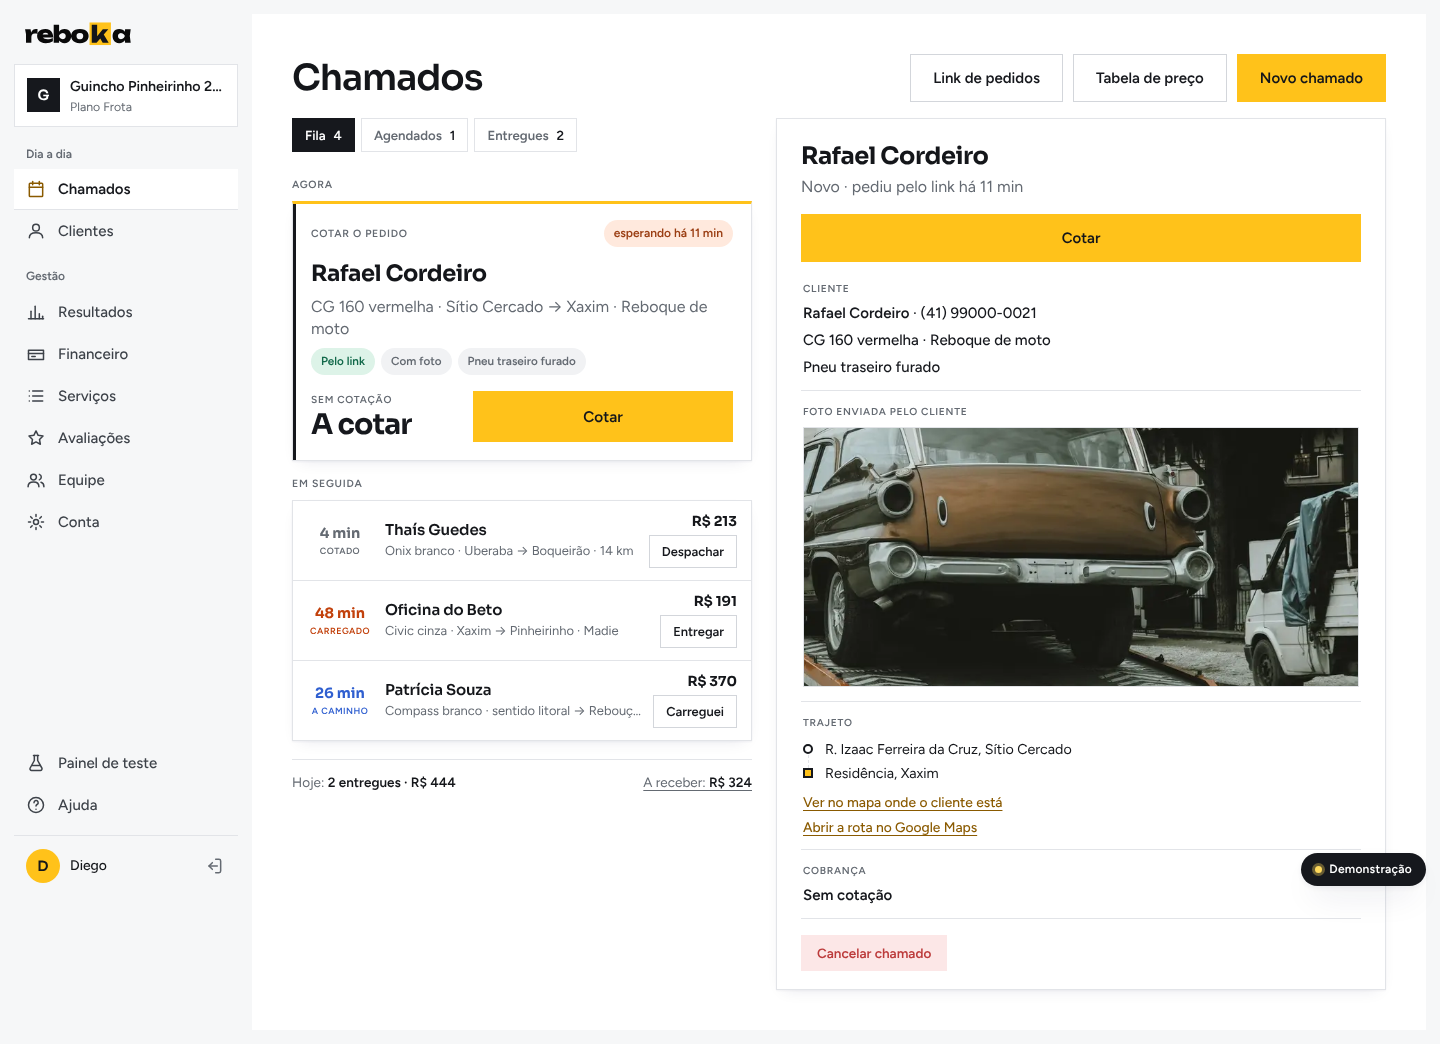 reboka
G
Guincho Pinheirinho 2...
Plano Frota
Dia a dia
Chamados
Clientes
Gestão
Resultados
Financeiro
Serviços
Avaliações
Equipe
Conta
Painel de teste
Ajuda
D
Diego
Chamados
Link de pedidos
Tabela de preço
Novo chamado
Fila 4
Agendados 1
Entregues 2
AGORA
COTAR O PEDIDO
esperando há 11 min
Rafael Cordeiro
CG 160 vermelha · Sítio Cercado → Xaxim · Reboque de
moto
Pelo link
Com foto
Pneu traseiro furado
SEM COTAÇÃO
A cotar
Cotar
EM SEGUIDA
4 min
COTADO
Thaís Guedes
Onix branco · Uberaba → Boqueirão · 14 km
R$ 213
Despachar
48 min
CARREGADO
Oficina do Beto
Civic cinza · Xaxim → Pinheirinho · Madie
R$ 191
Entregar
26 min
A CAMINHO
Patrícia Souza
Compass branco · sentido litoral → Rebouç...
R$ 370
Carreguei
Hoje: 2 entregues · R$ 444
A receber: R$ 324
Rafael Cordeiro
Novo · pediu pelo link há 11 min
Cotar
CLIENTE
Rafael Cordeiro · (41) 99000-0021
CG 160 vermelha · Reboque de moto
Pneu traseiro furado
FOTO ENVIADA PELO CLIENTE
TRAJETO
R. Izaac Ferreira da Cruz, Sítio Cercado
Residência, Xaxim
Ver no mapa onde o cliente está
Abrir a rota no Google Maps
COBRANÇA
Sem cotação
Demonstração
Cancelar chamado